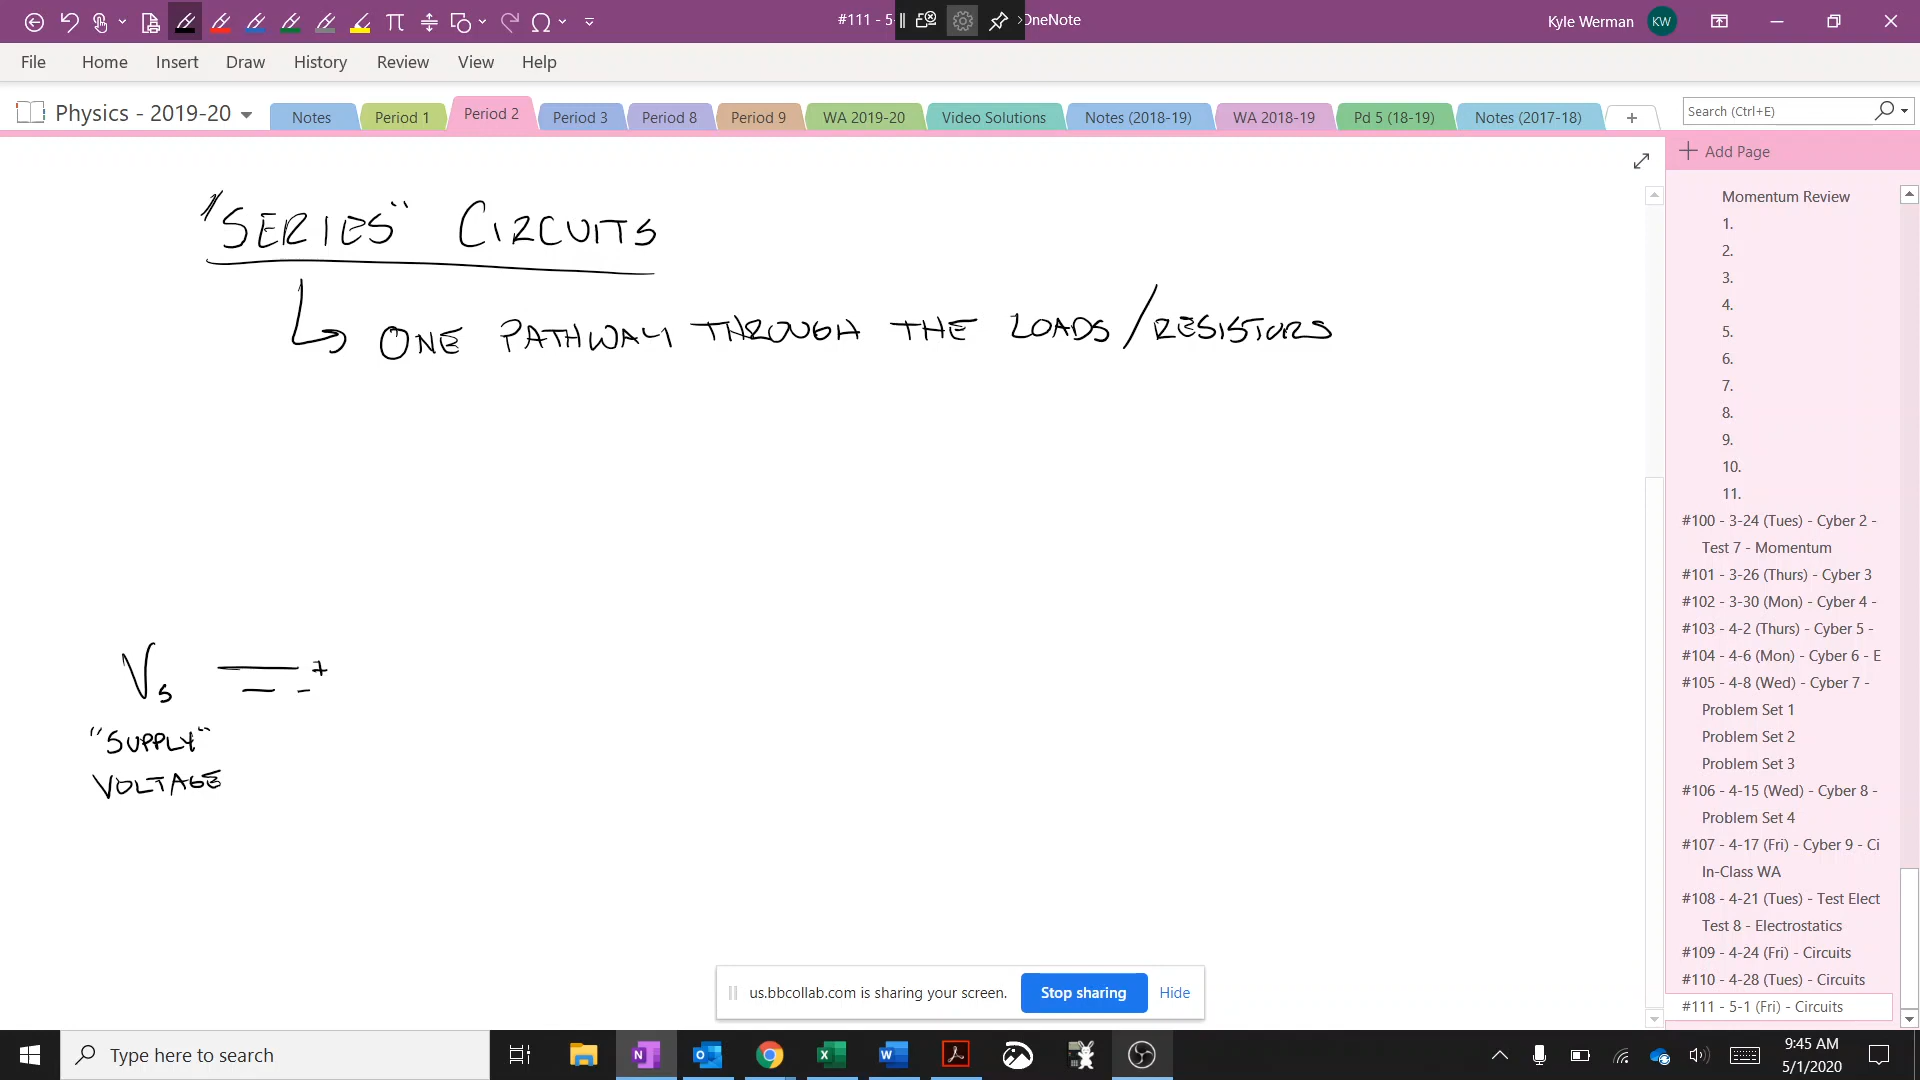 #111 - 5-
OneNote
Kyle Werman
KW
File Home Insert Draw History Review View Help
Physics - 2019-20
Notes Period 1 Period 2 Period 3 Period 8 Period 9 WA 2019-20 Video Solutions Notes (2018-19) WA 2018-19 Pd 5 (18-19) Notes (2017-18) +
Search (Ctrl+E)
Add Page
"SERIES" CIRCUITS
ONE PATHWAY THROUGH THE LOADS/RESISTORS
Vs + -
"SUPPLY"
VOLTAGE
Momentum Review
1.
2.
3.
4.
5.
6.
7.
8.
9.
10.
11.
#100 - 3-24 (Tues) - Cyber 2 -
Test 7 - Momentum
#101 - 3-26 (Thurs) - Cyber 3
#102 - 3-30 (Mon) - Cyber 4 -
#103 - 4-2 (Thurs) - Cyber 5 -
#104 - 4-6 (Mon) - Cyber 6 - E
#105 - 4-8 (Wed) - Cyber 7 -
Problem Set 1
Problem Set 2
Problem Set 3
#106 - 4-15 (Wed) - Cyber 8 -
Problem Set 4
#107 - 4-17 (Fri) - Cyber 9 - Ci
In-Class WA
#108 - 4-21 (Tues) - Test Elect
Test 8 - Electrostatics
#109 - 4-24 (Fri) - Circuits
#110 - 4-28 (Tues) - Circuits
#111 - 5-1 (Fri) - Circuits
us.bbcollab.com is sharing your screen. Stop sharing Hide
Type here to search
9:45 AM
5/1/2020